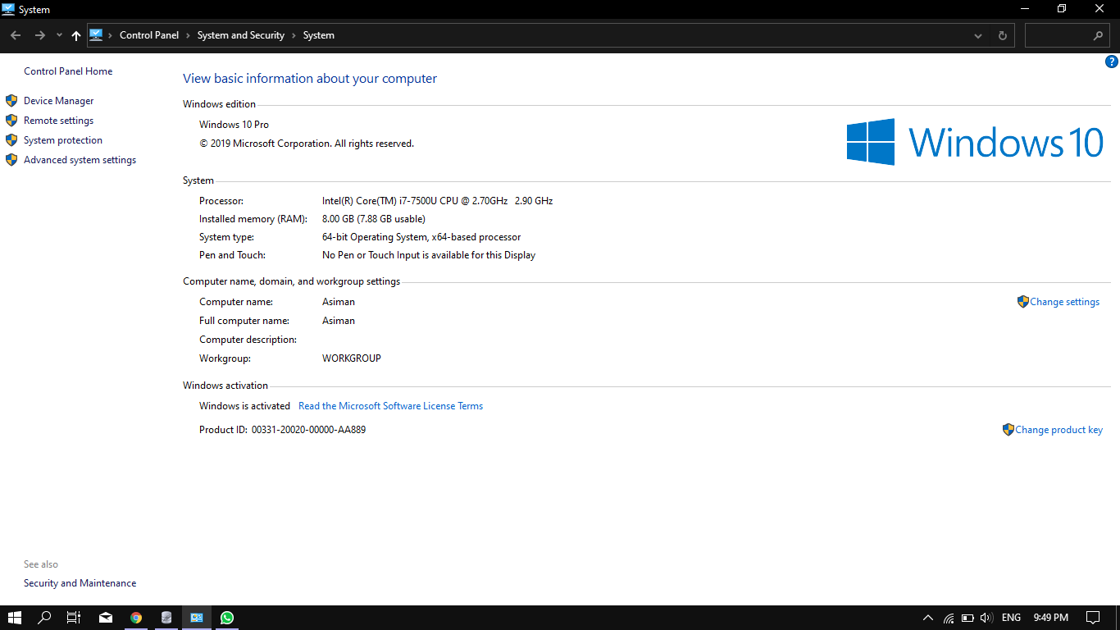 System
Control Panel › System and Security › System
Control Panel Home
Device Manager
Remote settings
System protection
Advanced system settings
View basic information about your computer
Windows edition
Windows 10 Pro
© 2019 Microsoft Corporation. All rights reserved.
Windows 10
System
Processor: Intel(R) Core(TM) i7-7500U CPU @ 2.70GHz 2.90 GHz
Installed memory (RAM): 8.00 GB (7.88 GB usable)
System type: 64-bit Operating System, x64-based processor
Pen and Touch: No Pen or Touch Input is available for this Display
Computer name, domain, and workgroup settings
Computer name: Asiman
Change settings
Full computer name: Asiman
Computer description:
Workgroup: WORKGROUP
Windows activation
Windows is activated Read the Microsoft Software License Terms
Product ID: 00331-20020-00000-AA889
Change product key
See also
Security and Maintenance
ENG 9:49 PM